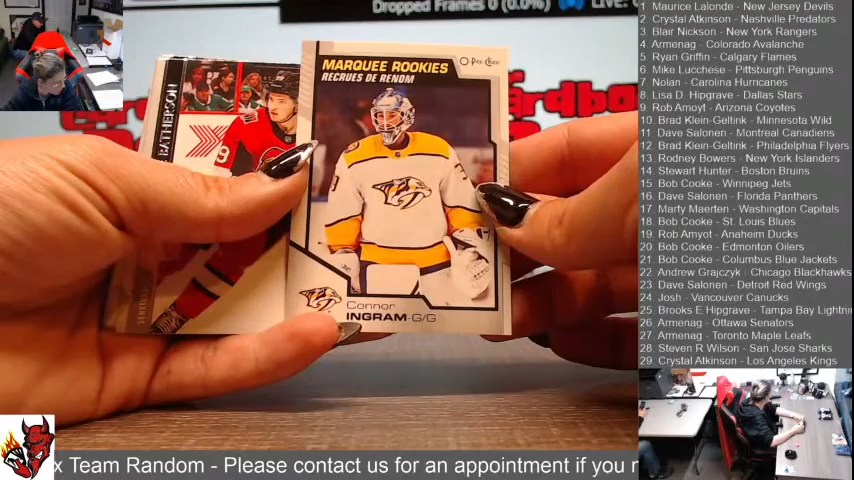 Dropped Frames 0 (0.0%) LIVE:
MARQUEE ROOKIES
RECRUES DE RENOM
O-Pee-Chee
BATHERSON
Connor
INGRAM-G/G
1 Maurice Lalonde - New Jersey Devils
2 Crystal Atkinson - Nashville Predators
3 Blair Nickson - New York Rangers
4 Armenag - Colorado Avalanche
5 Ryan Griffin - Calgary Flames
6 Mike Lucchese - Pittsburgh Penguins
7 Nolan - Carolina Hurricanes
8 Lisa D. Hipgrave - Dallas Stars
9 Rob Amoyt - Arizona Coyotes
10. Brad Klein-Geltink - Minnesota Wild
11 Dave Salonen - Montreal Canadiens
12 Brad Klein-Geltink - Philadelphia Flyers
13 Rodney Bowers - New York Islanders
14 Stewart Hunter - Boston Bruins
15 Bob Cooke - Winnipeg Jets
16 Dave Salonen - Florida Panthers
17. Marty Maerten - Washington Capitals
18 Bob Cooke - St. Louis Blues
19. Rob Amyot - Anaheim Ducks
20. Bob Cooke - Edmonton Oilers
21 Bob Cooke - Columbus Blue Jackets
22 Andrew Grajczyk - Chicago Blackhawks
23 Dave Salonen - Detroit Red Wings
24 Josh - Vancouver Canucks
25 Brooks E Hipgrave - Tampa Bay Lightni
26 Armenag - Ottawa Senators
27 Armenag - Toronto Maple Leafs
28 Steven R Wilson - San Jose Sharks
29. Crystal Atkinson - Los Angeles Kings
x Team Random - Please contact us for an appointment if you